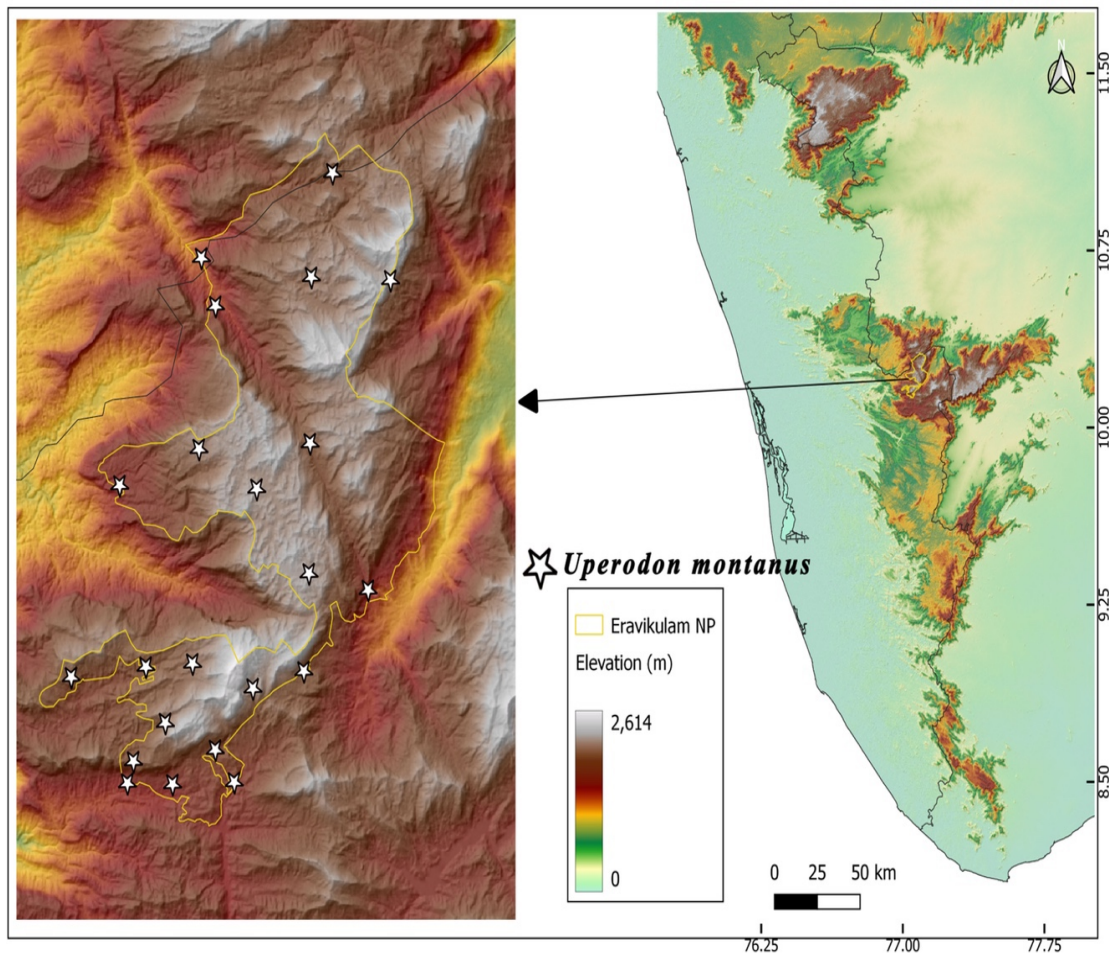 N
11.50
10.75
10.00
9.25
8.50
Uperodon montanus
Eravikulam NP
Elevation (m)
2,614
0
0 25 50 km
76.25 77.00 77.75